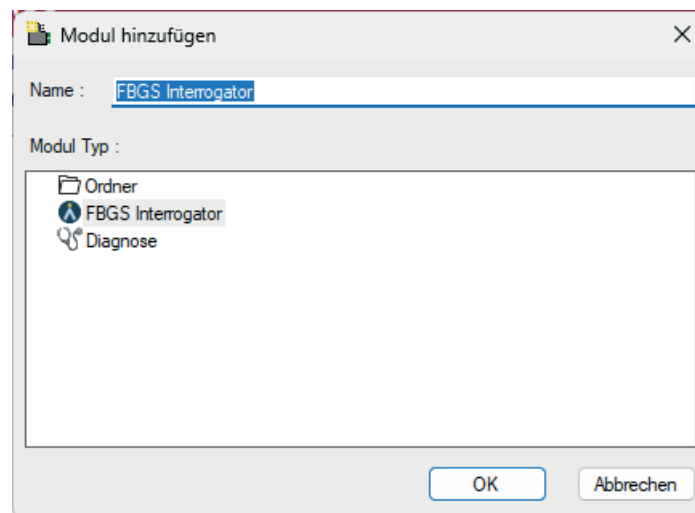 Modul hinzufügen
Name : FBGS Interrogator
Modul Typ :
Ordner
FBGS Interrogator
Diagnose
OK Abbrechen